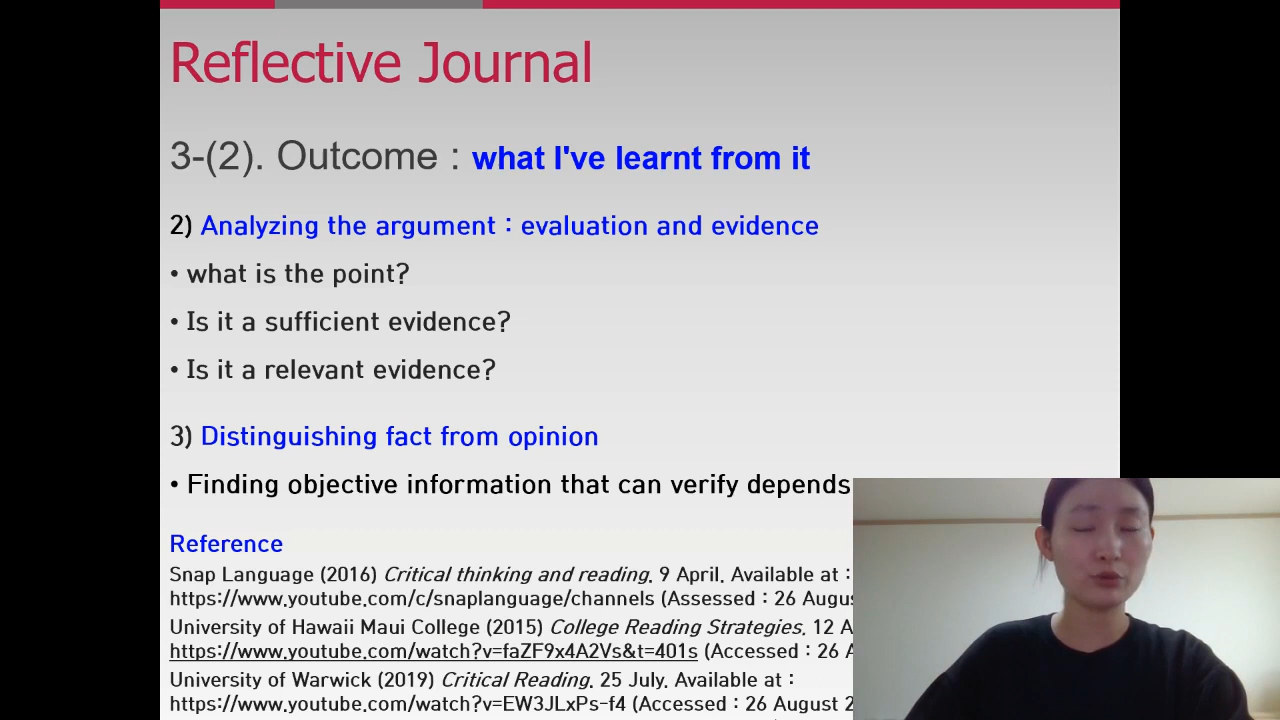 Reflective Journal
3-(2). Outcome : what I've learnt from it
2) Analyzing the argument : evaluation and evidence
• what is the point?
• Is it a sufficient evidence?
• Is it a relevant evidence?
3) Distinguishing fact from opinion
• Finding objective information that can verify depends
Reference
Snap Language (2016) Critical thinking and reading. 9 April. Available at :
https://www.youtube.com/c/snaplanguage/channels (Assessed : 26 Augus
University of Hawaii Maui College (2015) College Reading Strategies. 12 A
https://www.youtube.com/watch?v=faZF9x4A2Vs&t=401s (Accessed : 26 A
University of Warwick (2019) Critical Reading. 25 July. Available at :
https://www.youtube.com/watch?v=EW3JLxPs-f4 (Accessed : 26 August 2